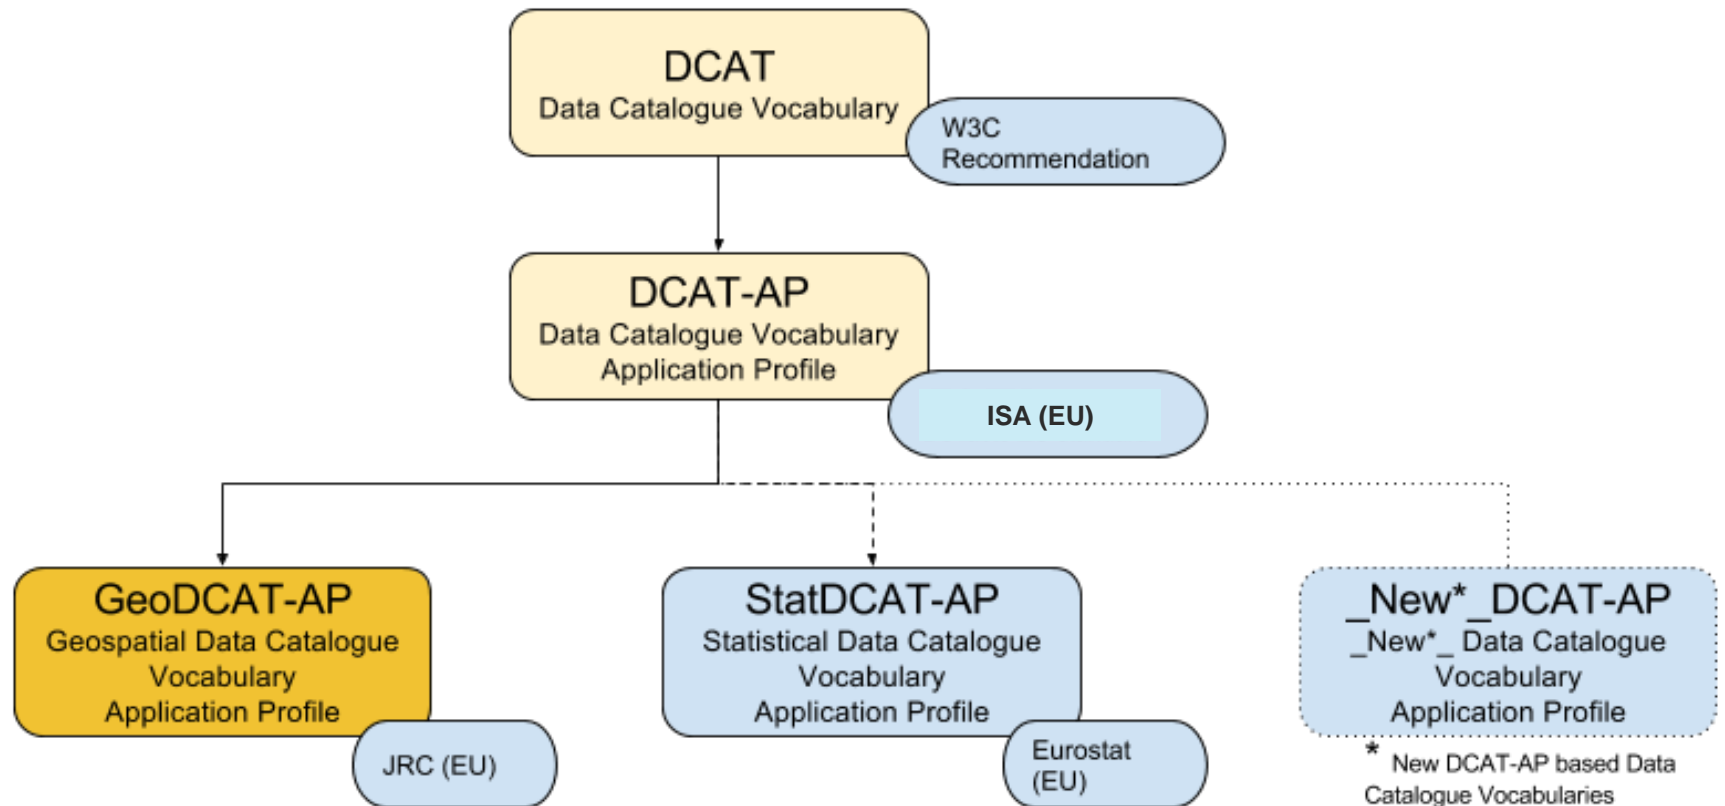 DCAT
Data Catalogue Vocabulary
W3C
Recommendation
DCAT-AP
Data Catalogue Vocabulary
Application Profile
ISA (EU)
GeoDCAT-AP
Geospatial Data Catalogue
Vocabulary
Application Profile
JRC (EU)
StatDCAT-AP
Statistical Data Catalogue
Vocabulary
Application Profile
Eurostat
(EU)
_New*_DCAT-AP
_New*_ Data Catalogue
Vocabulary
Application Profile
* New DCAT-AP based Data
Catalogue Vocabularies